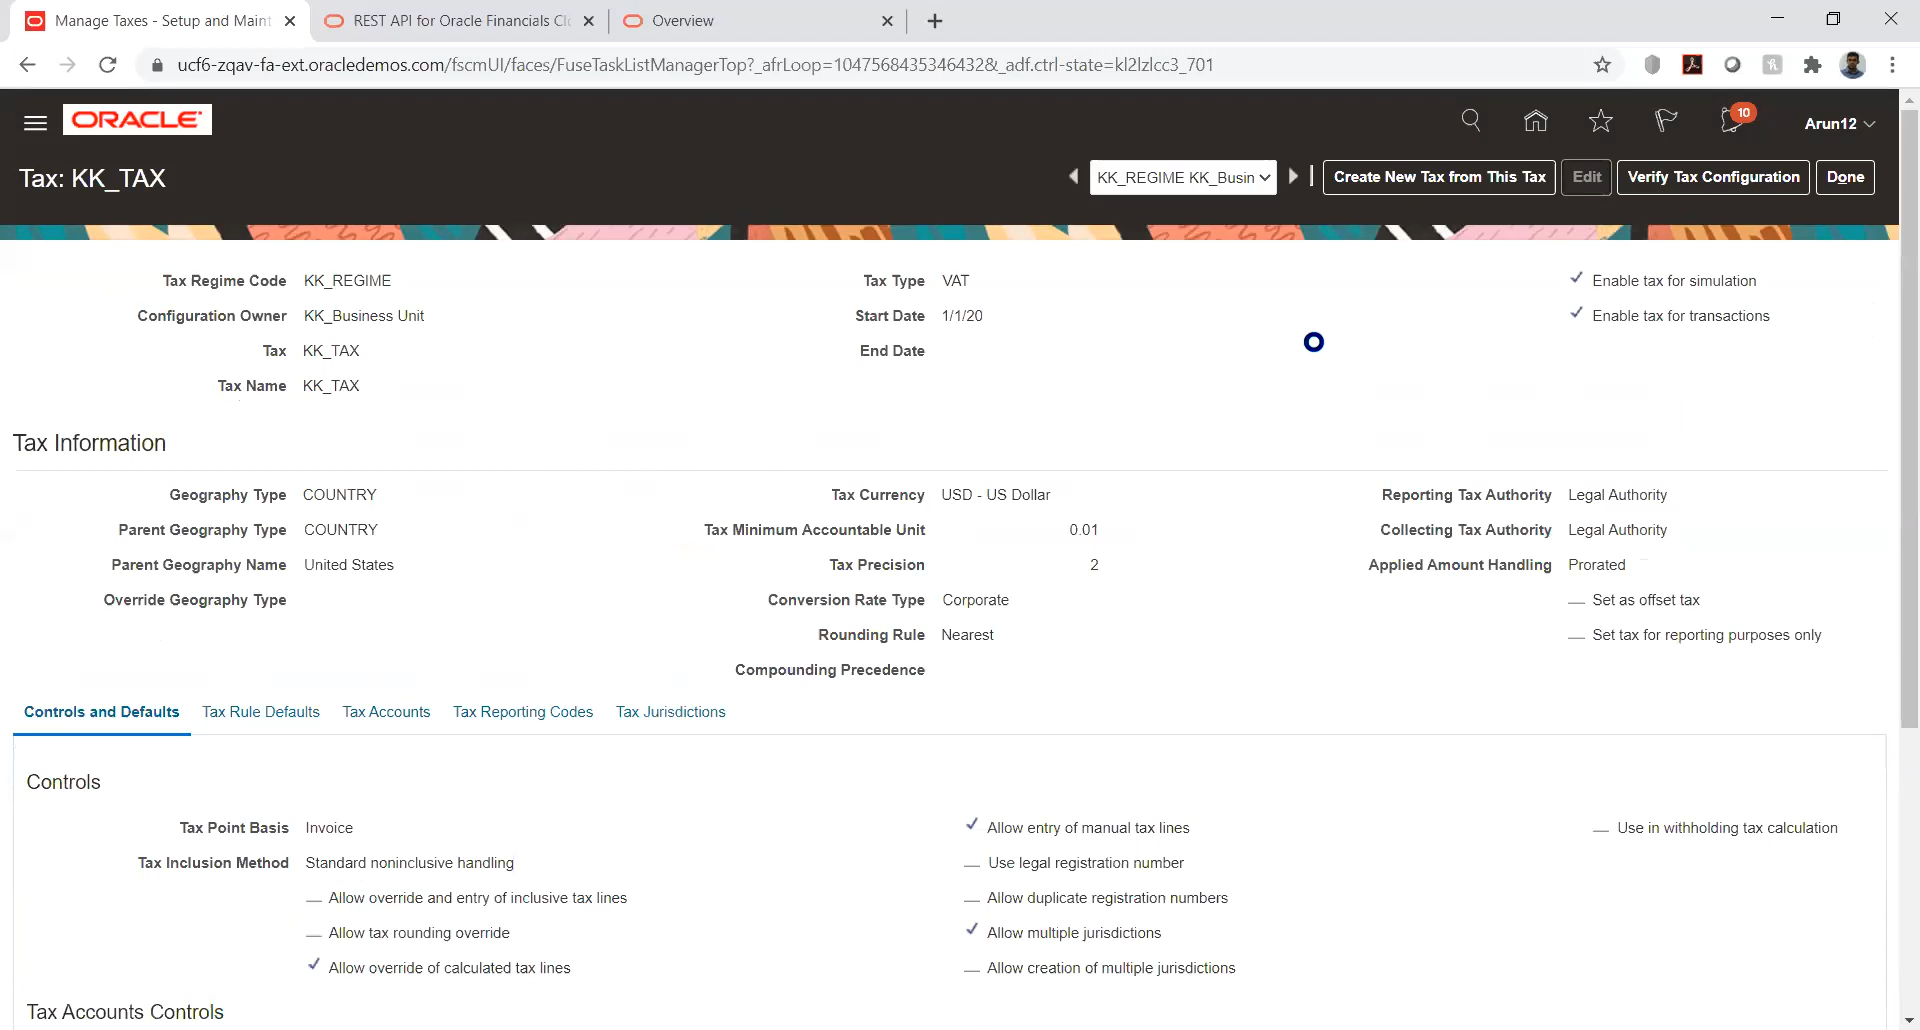 Manage Taxes - Setup and Maint
REST API for Oracle Financials Clo
Overview
ucf6-zqav-fa-ext.oracledemos.com/fscmUI/faces/FuseTaskListManagerTop?_afrLoop=1047568435346432&_adf.ctrl-state=kl2lzlcc3_701
ORACLE
10
Arun12
Tax: KK_TAX
KK_REGIME KK_Busin
Create New Tax from This Tax
Edit
Verify Tax Configuration
Done
Tax Regime Code KK_REGIME
Tax Type VAT
Enable tax for simulation
Configuration Owner KK_Business Unit
Start Date 1/1/20
Enable tax for transactions
Tax KK_TAX
End Date
Tax Name KK_TAX
Tax Information
Geography Type COUNTRY
Tax Currency USD - US Dollar
Reporting Tax Authority Legal Authority
Parent Geography Type COUNTRY
Tax Minimum Accountable Unit 0.01
Collecting Tax Authority Legal Authority
Parent Geography Name United States
Tax Precision 2
Applied Amount Handling Prorated
Override Geography Type
Conversion Rate Type Corporate
Set as offset tax
Rounding Rule Nearest
Set tax for reporting purposes only
Compounding Precedence
Controls and Defaults
Tax Rule Defaults
Tax Accounts
Tax Reporting Codes
Tax Jurisdictions
Controls
Tax Point Basis Invoice
Allow entry of manual tax lines
Use in withholding tax calculation
Tax Inclusion Method Standard noninclusive handling
Use legal registration number
Allow override and entry of inclusive tax lines
Allow duplicate registration numbers
Allow tax rounding override
Allow multiple jurisdictions
Allow override of calculated tax lines
Allow creation of multiple jurisdictions
Tax Accounts Controls